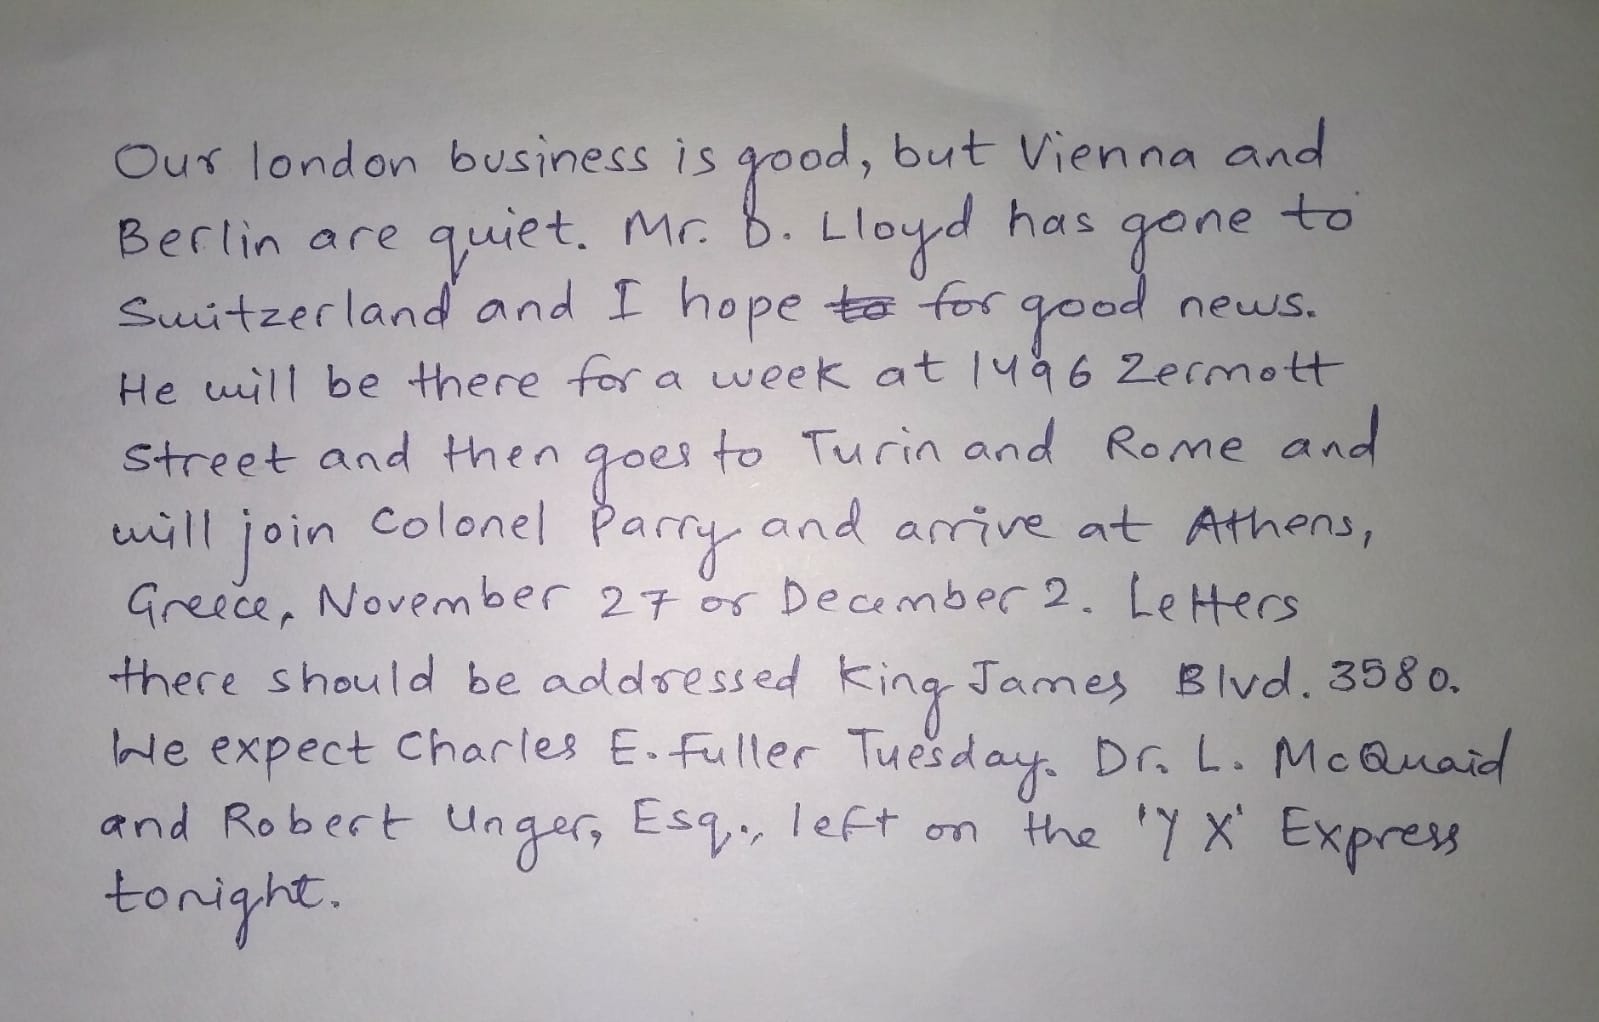 Our london business is good, but Vienna and
Berlin are quiet. Mr. D. Lloyd has gone to
Switzerland and I hope to for good news.
He will be there for a week at 1496 Zermott
street and then goes to Turin and Rome and
will join Colonel Parry and arrive at Athens,
Greece, November 27 or December 2. Letters
there should be addressed King James Blvd. 3580.
We expect Charles E. Fuller Tuesday. Dr. L. McQuaid
and Robert Unger, Esq., left on the 'Y X' Express
tonight.